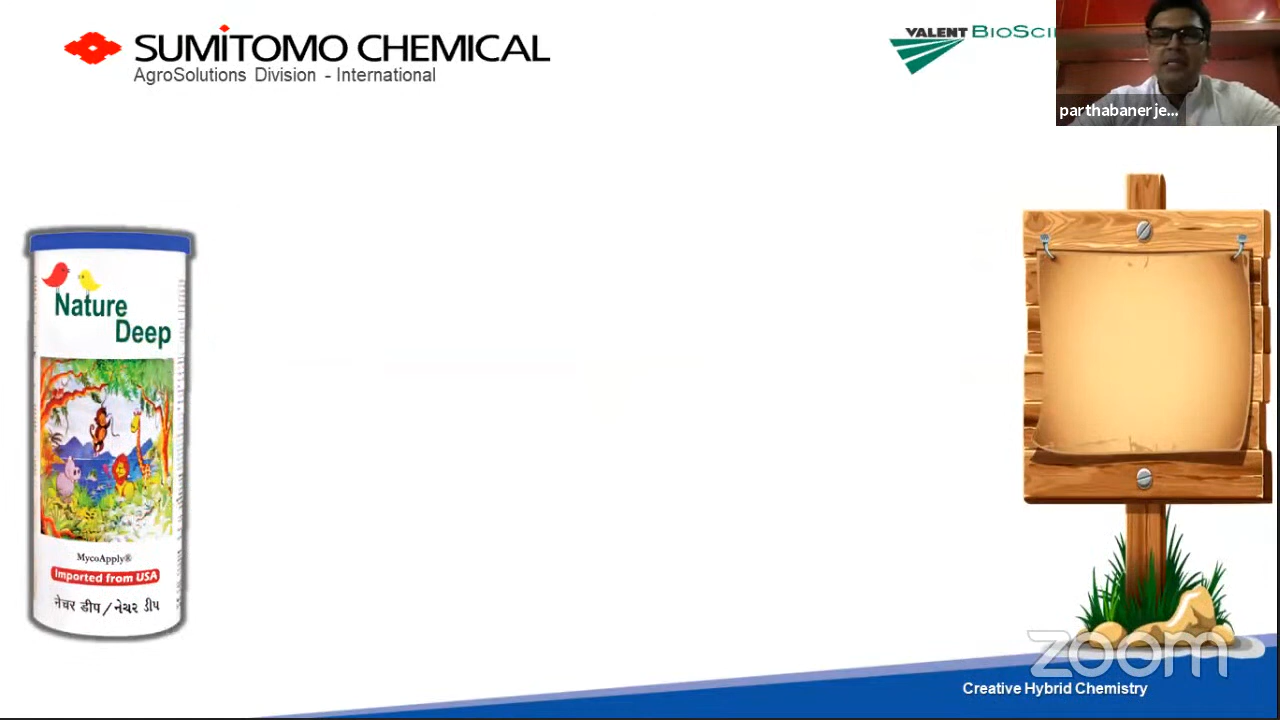 SUMITOMO CHEMICAL
AgroSolutions Division - International
VALENT BIOSCI
parthabanerje...
Nature
Deep
MycoApply®
Imported from USA
नेचर डीप / નેચર ડીપ
zoom
Creative Hybrid Chemistry